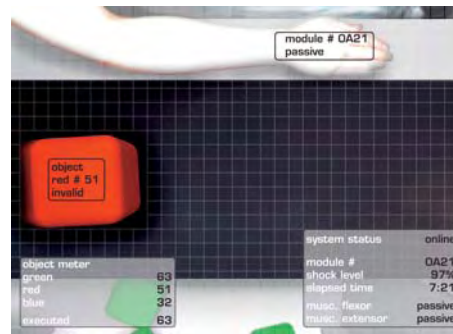 module # 0A21
passive
object
red # 51
invalid
system status online
module # 0A21
shock level 97%
elapsed time 7:21
musc. flexor passive
musc. extensor passive
object meter
green 63
red 51
blue 32
executed 63